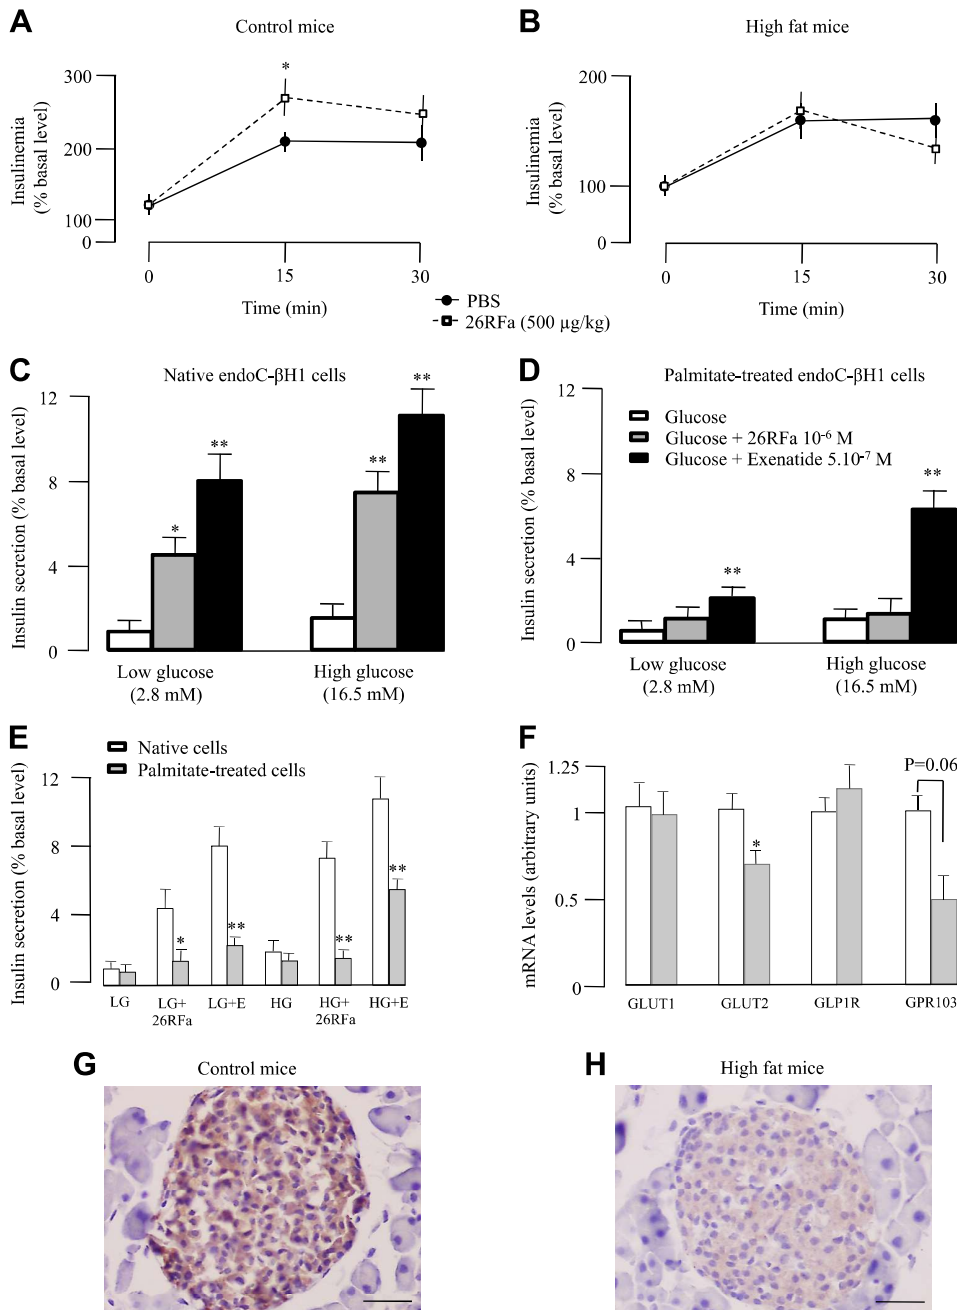 A
Control mice
Insulinemia
(% basal level)
300
200
100
0
*
0
15
30
Time (min)
B
High fat mice
Insulinemia
(% basal level)
200
100
0
0
15
30
Time (min)
PBS
26RFa (500 µg/kg)
C
Native endoC-βH1 cells
Insulin secretion (% basal level)
12
8
4
0
*
**
**
**
Low glucose
(2.8 mM)
High glucose
(16.5 mM)
D
Palmitate-treated endoC-βH1 cells
Glucose
Glucose + 26RFa 10⁻⁶ M
Glucose + Exenatide 5.10⁻⁷ M
Insulin secretion (% basal level)
12
8
4
0
**
**
Low glucose
(2.8 mM)
High glucose
(16.5 mM)
E
Native cells
Palmitate-treated cells
Insulin secretion (% basal level)
12
8
4
0
*
**
**
**
LG
LG+
26RFa
LG+E
HG
HG+
26RFa
HG+E
F
mRNA levels (arbitrary units)
1.25
1
0.5
0
*
P=0.06
GLUT1
GLUT2
GLP1R
GPR103
G
Control mice
H
High fat mice